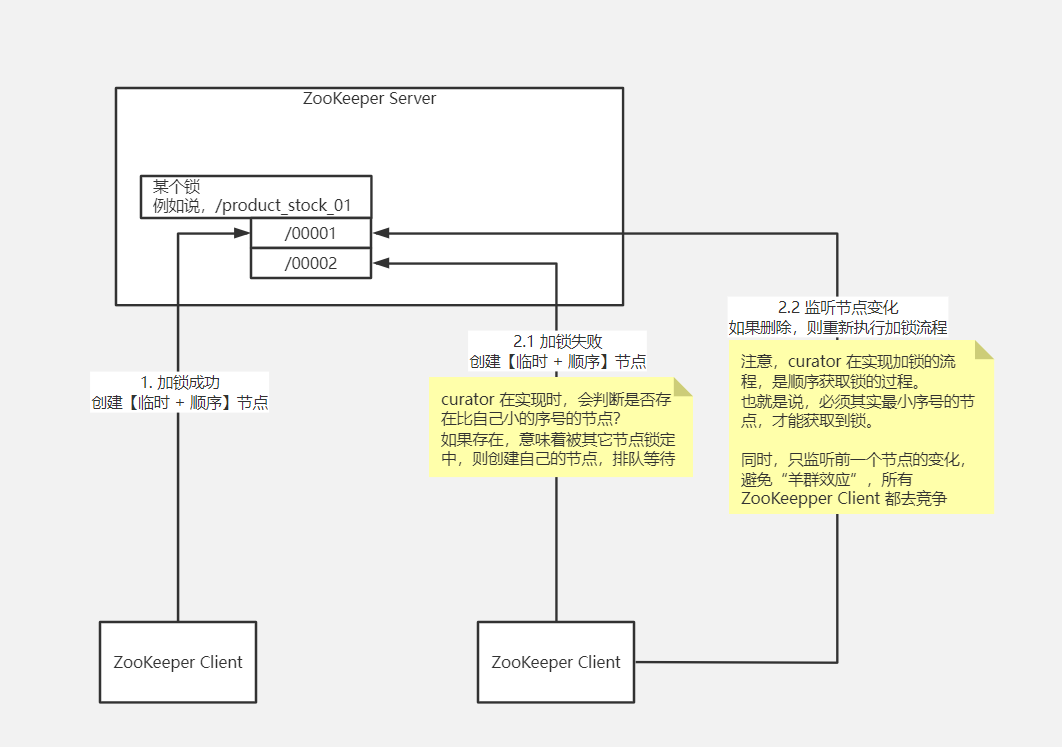 ZooKeeper Server
某个锁
例如说，/product_stock_01
/00001
/00002
1. 加锁成功
创建【临时 + 顺序】节点
2.1 加锁失败
创建【临时 + 顺序】节点
curator 在实现时，会判断是否存
在比自己小的序号的节点？
如果存在，意味着被其它节点锁定
中，则创建自己的节点，排队等待
2.2 监听节点变化
如果删除，则重新执行加锁流程
注意，curator 在实现加锁的流
程，是顺序获取锁的过程。
也就是说，必须其实最小序号的节
点，才能获取到锁。
同时，只监听前一个节点的变化，
避免“羊群效应”，所有
ZooKeepper Client 都去竞争
ZooKeeper Client
ZooKeeper Client